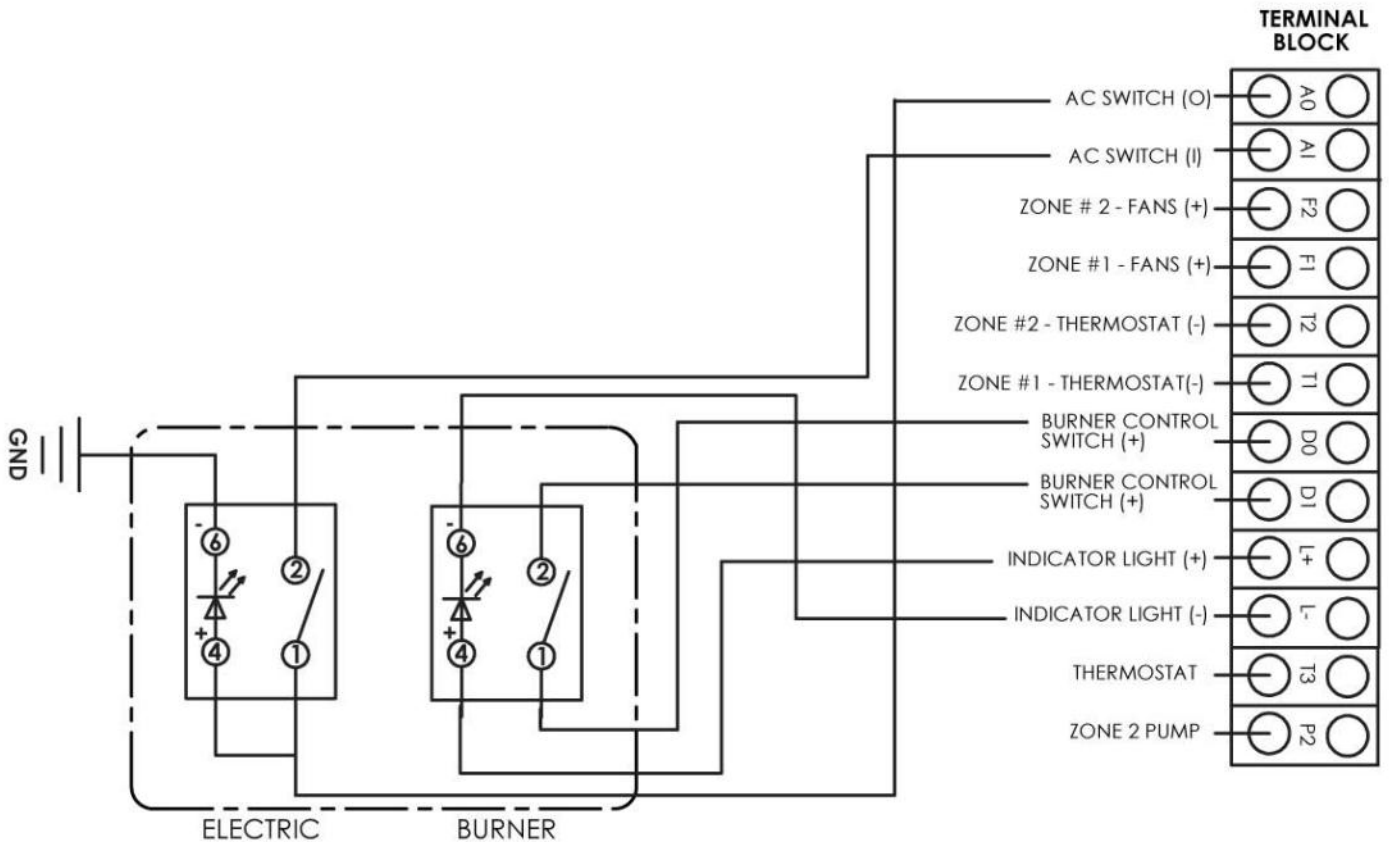 TERMINAL
BLOCK
AC SWITCH (O)
A0
AC SWITCH (I)
A1
ZONE # 2 - FANS (+)
F2
ZONE #1 - FANS (+)
F1
ZONE #2 - THERMOSTAT (-)
T2
ZONE #1 - THERMOSTAT(-)
T1
BURNER CONTROL
SWITCH (+)
D0
BURNER CONTROL
SWITCH (+)
D1
INDICATOR LIGHT (+)
L+
INDICATOR LIGHT (-)
L-
THERMOSTAT
T3
ZONE 2 PUMP
P2
GND
-
6
2
+
4
1
-
6
2
+
4
1
ELECTRIC
BURNER